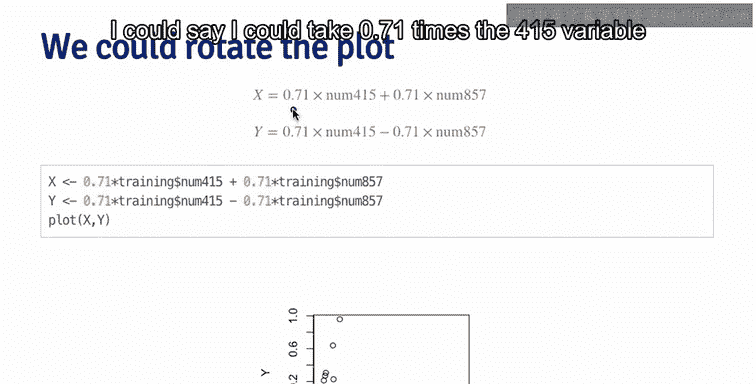 I could say I could take 0.71 times the 415 variable
We could rotate the plot
X = 0.71 × num415 + 0.71 × num857
Y = 0.71 × num415 − 0.71 × num857
X <- 0.71*training$num415 + 0.71*training$num857
Y <- 0.71*training$num415 - 0.71*training$num857
plot(X,Y)
1.0
0.6
Y
0.2